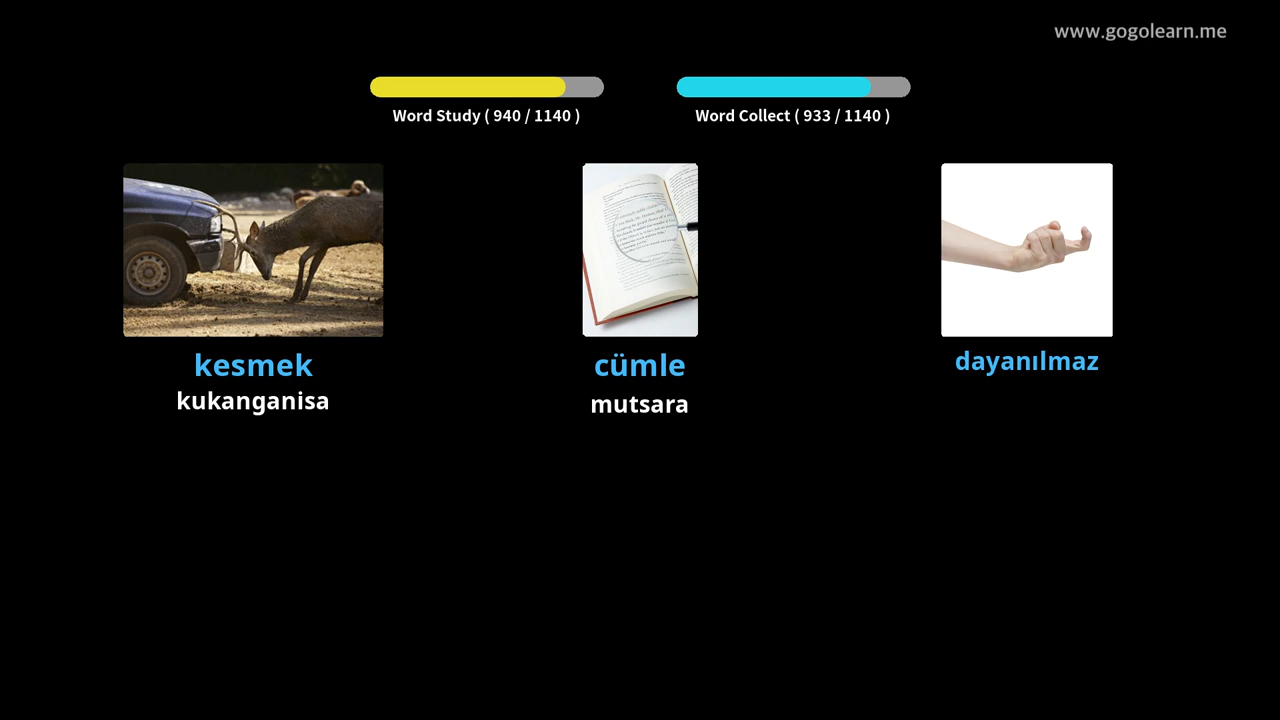 www.gogolearn.me
Word Study ( 940 / 1140 )
Word Collect ( 933 / 1140 )
kesmek
kukanganisa
cümle
mutsara
dayanılmaz